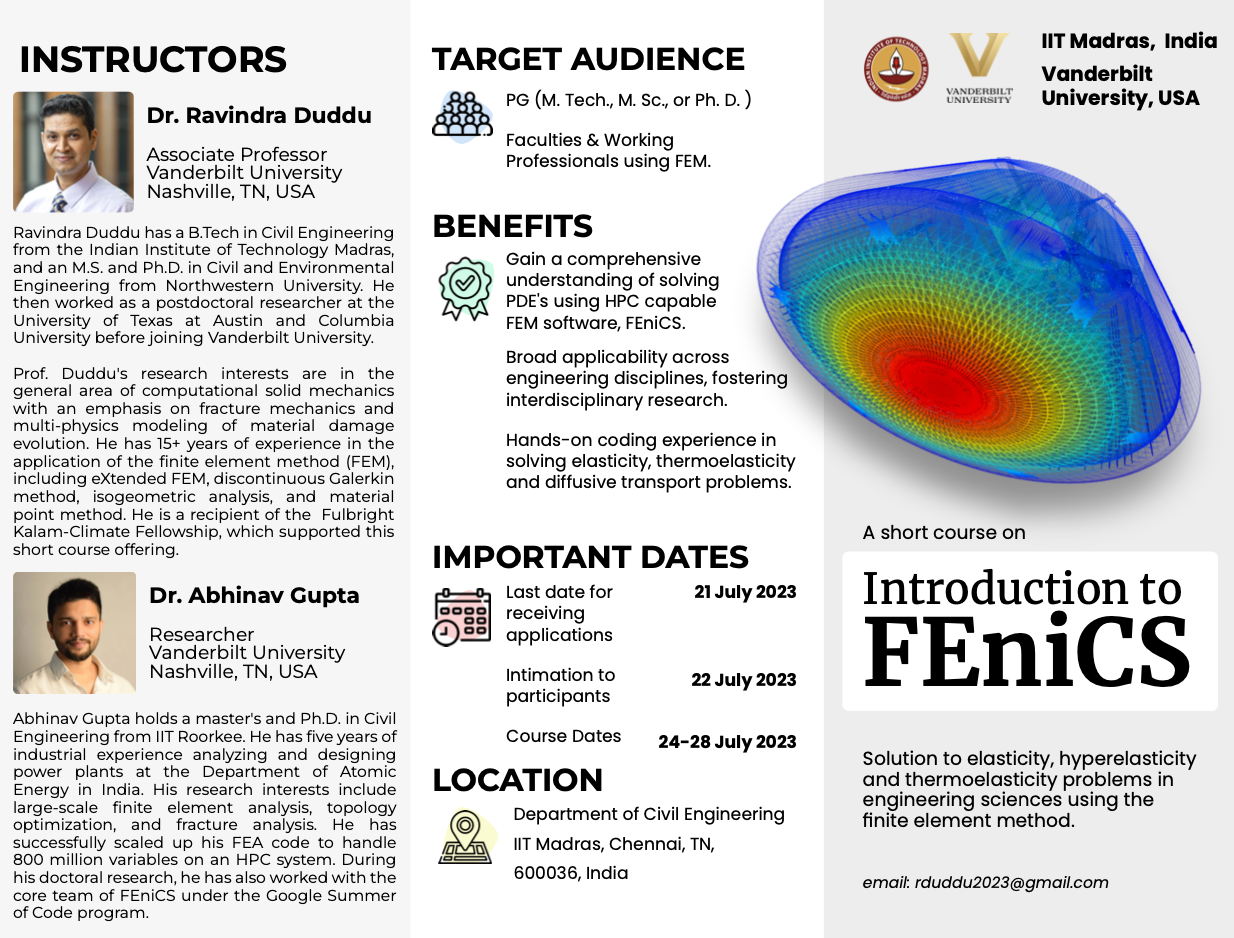 INSTRUCTORS
Dr. Ravindra Duddu
Associate Professor
Vanderbilt University
Nashville, TN, USA
Ravindra Duddu has a B.Tech in Civil Engineering
from the Indian Institute of Technology Madras,
and an M.S. and Ph.D. in Civil and Environmental
Engineering from Northwestern University. He
then worked as a postdoctoral researcher at the
University of Texas at Austin and Columbia
University before joining Vanderbilt University.
Prof. Duddu's research interests are in the
general area of computational solid mechanics
with an emphasis on fracture mechanics and
multi-physics modeling of material damage
evolution. He has 15+ years of experience in the
application of the finite element method (FEM),
including eXtended FEM, discontinuous Galerkin
method, isogeometric analysis, and material
point method. He is a recipient of the Fulbright
Kalam-Climate Fellowship, which supported this
short course offering.
Dr. Abhinav Gupta
Researcher
Vanderbilt University
Nashville, TN, USA
Abhinav Gupta holds a master's and Ph.D. in Civil
Engineering from IIT Roorkee. He has five years of
industrial experience analyzing and designing
power plants at the Department of Atomic
Energy in India. His research interests include
large-scale finite element analysis, topology
optimization, and fracture analysis. He has
successfully scaled up his FEA code to handle
800 million variables on an HPC system. During
his doctoral research, he has also worked with the
core team of FEniCS under the Google Summer
of Code program.
TARGET AUDIENCE
PG (M. Tech., M. Sc., or Ph. D. )
Faculties & Working
Professionals using FEM.
BENEFITS
Gain a comprehensive
understanding of solving
PDE's using HPC capable
FEM software, FEniCS.
Broad applicability across
engineering disciplines, fostering
interdisciplinary research.
Hands-on coding experience in
solving elasticity, thermoelasticity
and diffusive transport problems.
IMPORTANT DATES
Last date for
receiving
applications
21 July 2023
Intimation to
participants
22 July 2023
Course Dates
24-28 July 2023
LOCATION
Department of Civil Engineering
IIT Madras, Chennai, TN,
600036, India
VANDERBILT
UNIVERSITY
IIT Madras, India
Vanderbilt
University, USA
A short course on
Introduction to
FEniCS
Solution to elasticity, hyperelasticity
and thermoelasticity problems in
engineering sciences using the
finite element method.
email: rduddu2023@gmail.com